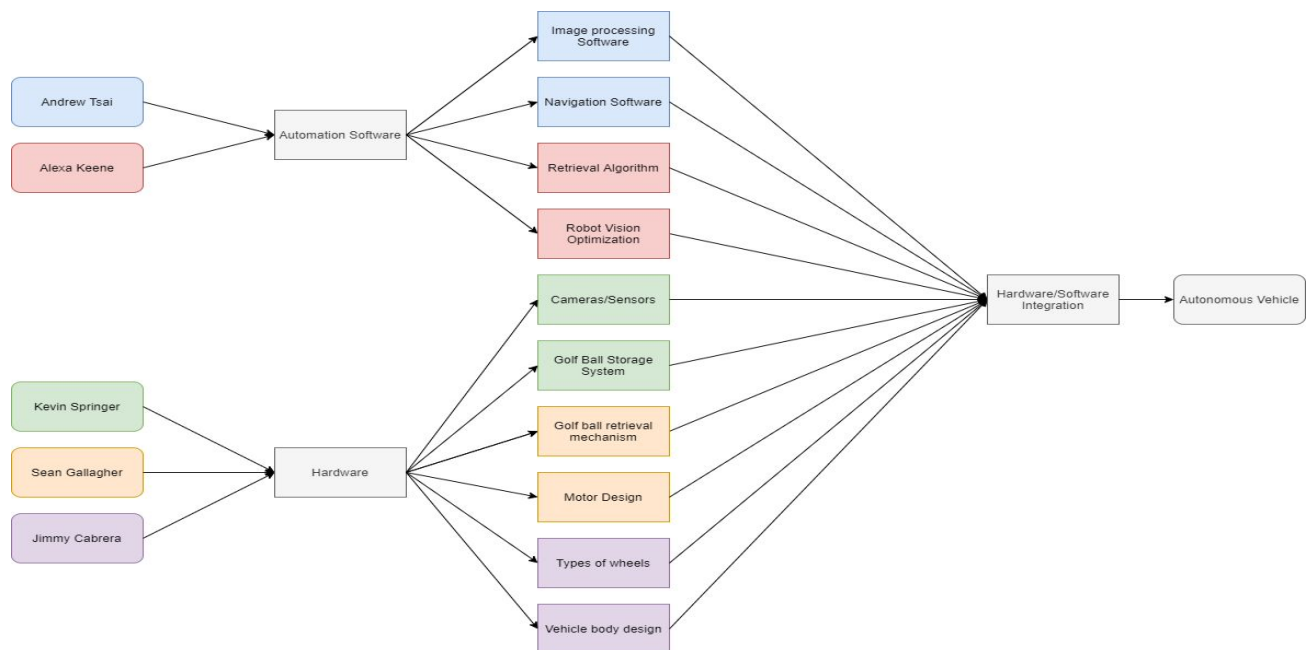 Image processing
Software
Andrew Tsai
Navigation Software
Automation Software
Alexa Keene
Retrieval Algorithm
Robot Vision
Optimization
Cameras/Sensors
Hardware/Software
Integration
Autonomous Vehicle
Golf Ball Storage
System
Kevin Springer
Golf ball retrieval
mechanism
Sean Gallagher
Hardware
Motor Design
Jimmy Cabrera
Types of wheels
Vehicle body design